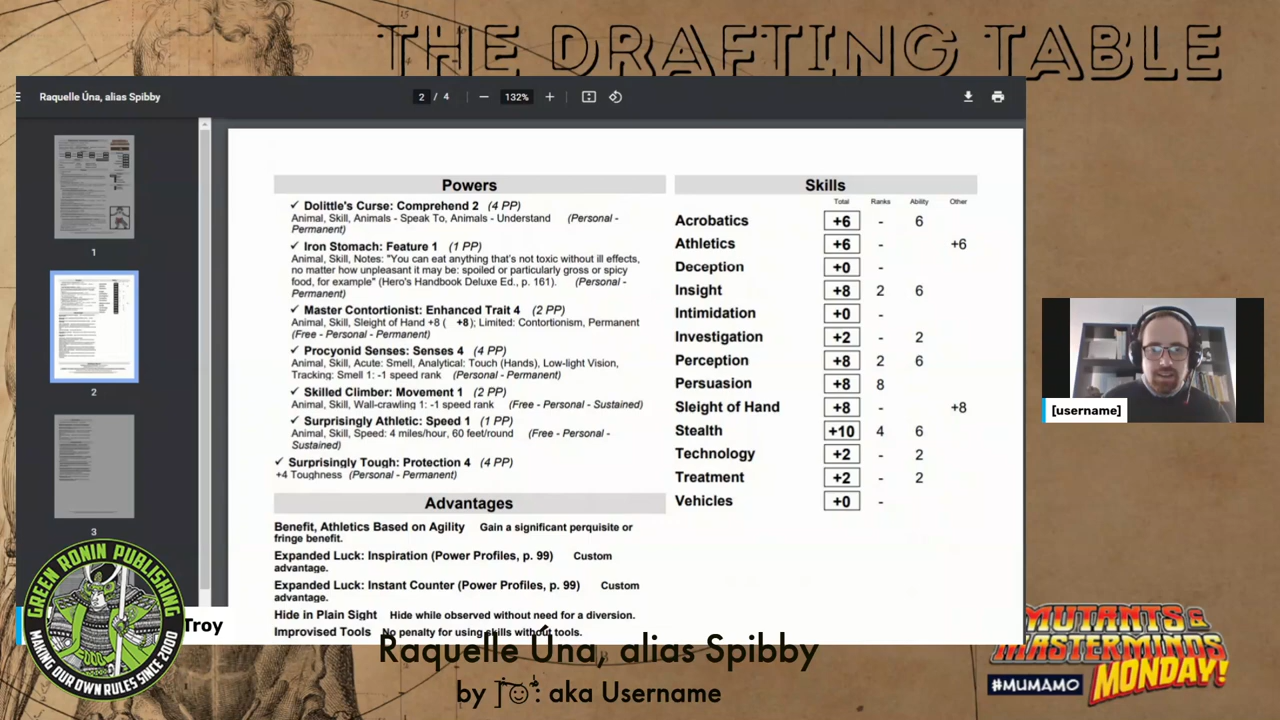 THE DRAFTING TABLE
Raquelle Úna, alias Spibby
2 / 4
132%
1
2
3
Powers
✓ Dolittle's Curse: Comprehend 2 (4 PP)
Animal, Skill, Animals - Speak To, Animals - Understand (Personal -
Permanent)
✓ Iron Stomach: Feature 1 (1 PP)
Animal, Skill, Notes: "You can eat anything that's not toxic without ill effects,
no matter how unpleasant it may be: spoiled or particularly gross or spicy
food, for example" (Hero's Handbook Deluxe Ed., p. 161). (Personal -
Permanent)
✓ Master Contortionist: Enhanced Trait 4 (2 PP)
Animal, Skill, Sleight of Hand +8 ( +8); Limited: Contortionism, Permanent
(Free - Personal - Permanent)
✓ Procyonid Senses: Senses 4 (4 PP)
Animal, Skill, Acute: Smell, Analytical: Touch (Hands), Low-light Vision,
Tracking: Smell 1: -1 speed rank (Personal - Permanent)
✓ Skilled Climber: Movement 1 (2 PP)
Animal, Skill, Wall-crawling 1: -1 speed rank (Free - Personal - Sustained)
✓ Surprisingly Athletic: Speed 1 (1 PP)
Animal, Skill, Speed: 4 miles/hour, 60 feet/round (Free - Personal -
Sustained)
✓ Surprisingly Tough: Protection 4 (4 PP)
+4 Toughness (Personal - Permanent)
Advantages
Benefit, Athletics Based on Agility Gain a significant perquisite or
fringe benefit.
Expanded Luck: Inspiration (Power Profiles, p. 99) Custom
advantage.
Expanded Luck: Instant Counter (Power Profiles, p. 99) Custom
advantage.
Hide in Plain Sight Hide while observed without need for a diversion.
Improvised Tools No penalty for using skills without tools.
Skills
Total Ranks Ability Other
Acrobatics +6 - 6
Athletics +6 - +6
Deception +0 -
Insight +8 2 6
Intimidation +0 -
Investigation +2 - 2
Perception +8 2 6
Persuasion +8 8
Sleight of Hand +8 - +8
Stealth +10 4 6
Technology +2 - 2
Treatment +2 - 2
Vehicles +0 -
[username]
Troy
GREEN RONIN PUBLISHING
MAKING OUR OWN RULES SINCE 2000
Raquelle Úna, alias Spibby
aka Username
MUTANTS &
MASTERMINDS
MONDAY!
#MUMAMO